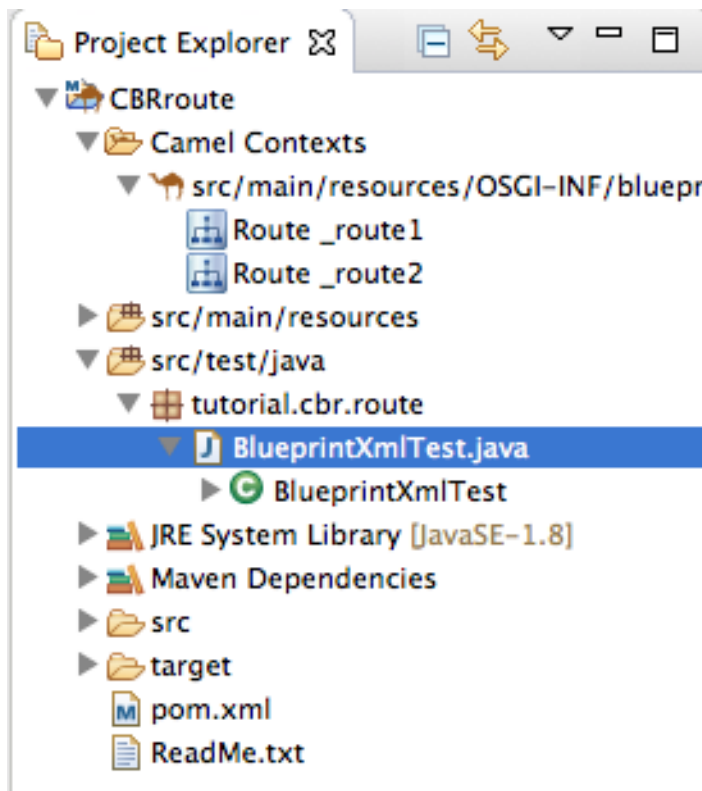 Project Explorer
CBRroute
Camel Contexts
src/main/resources/OSGI-INF/bluepr
Route _route1
Route _route2
src/main/resources
src/test/java
tutorial.cbr.route
BlueprintXmlTest.java
BlueprintXmlTest
JRE System Library [JavaSE-1.8]
Maven Dependencies
src
target
pom.xml
ReadMe.txt